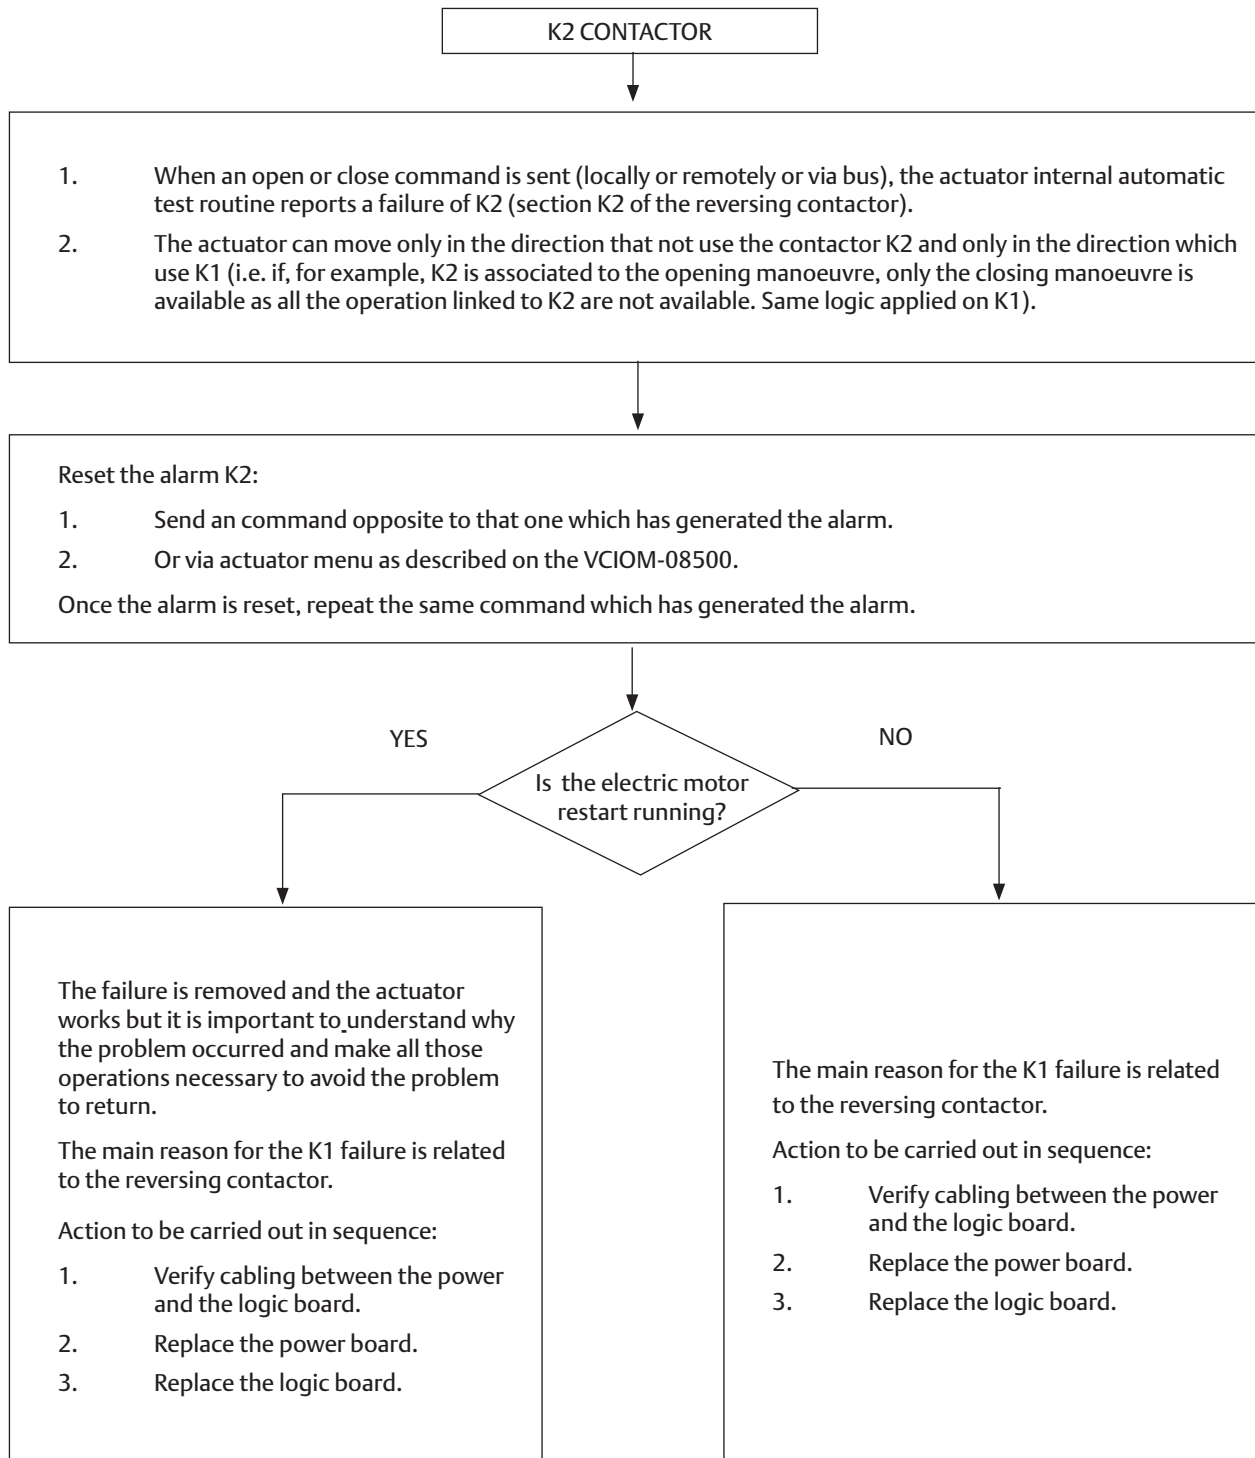 K2 CONTACTOR
1. When an open or close command is sent (locally or remotely or via bus), the actuator internal automatic
test routine reports a failure of K2 (section K2 of the reversing contactor).
2. The actuator can move only in the direction that not use the contactor K2 and only in the direction which
use K1 (i.e. if, for example, K2 is associated to the opening manoeuvre, only the closing manoeuvre is
available as all the operation linked to K2 are not available. Same logic applied on K1).
Reset the alarm K2:
1. Send an command opposite to that one which has generated the alarm.
2. Or via actuator menu as described on the VCIOM-08500.
Once the alarm is reset, repeat the same command which has generated the alarm.
YES
NO
Is the electric motor
restart running?
The failure is removed and the actuator
works but it is important to understand why
the problem occurred and make all those
operations necessary to avoid the problem
to return.
The main reason for the K1 failure is related
to the reversing contactor.
Action to be carried out in sequence:
1. Verify cabling between the power
and the logic board.
2. Replace the power board.
3. Replace the logic board.
The main reason for the K1 failure is related
to the reversing contactor.
Action to be carried out in sequence:
1. Verify cabling between the power
and the logic board.
2. Replace the power board.
3. Replace the logic board.